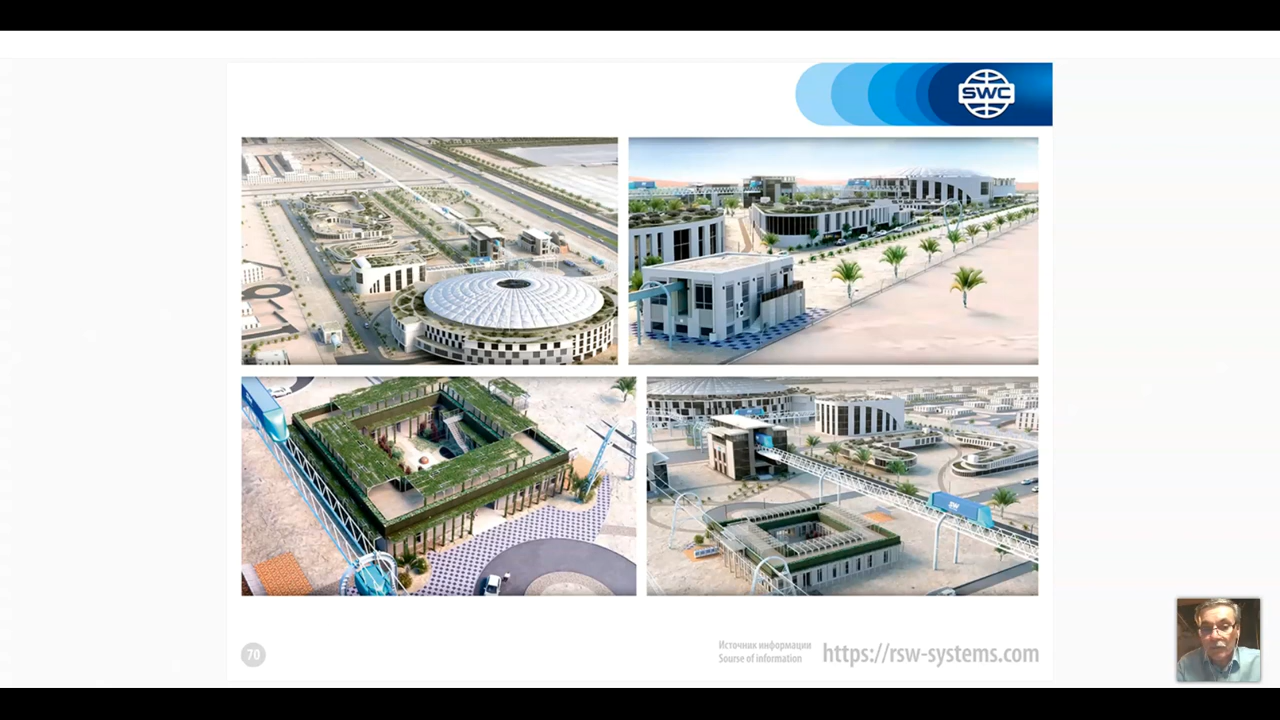 SWC
70
Источник информации
Sourse of information
https://rsw-systems.com